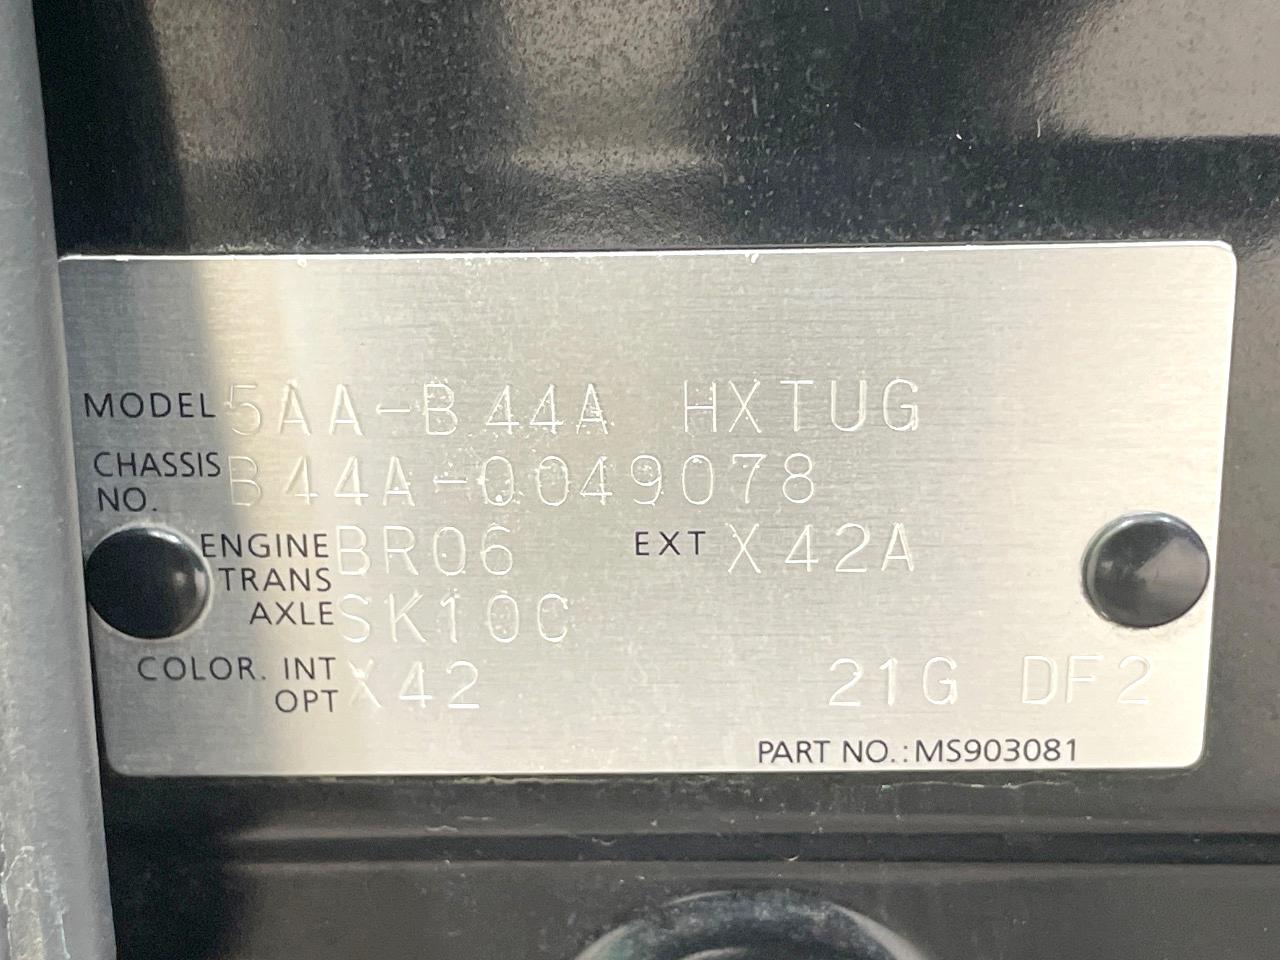 MODEL 5AA-B44A HXTUG
CHASSIS NO. B44A-0049078
ENGINE BR06 EXT X42A
TRANS AXLE SK10C
COLOR. INT OPT X42 21G DF2
PART NO.: MS903081